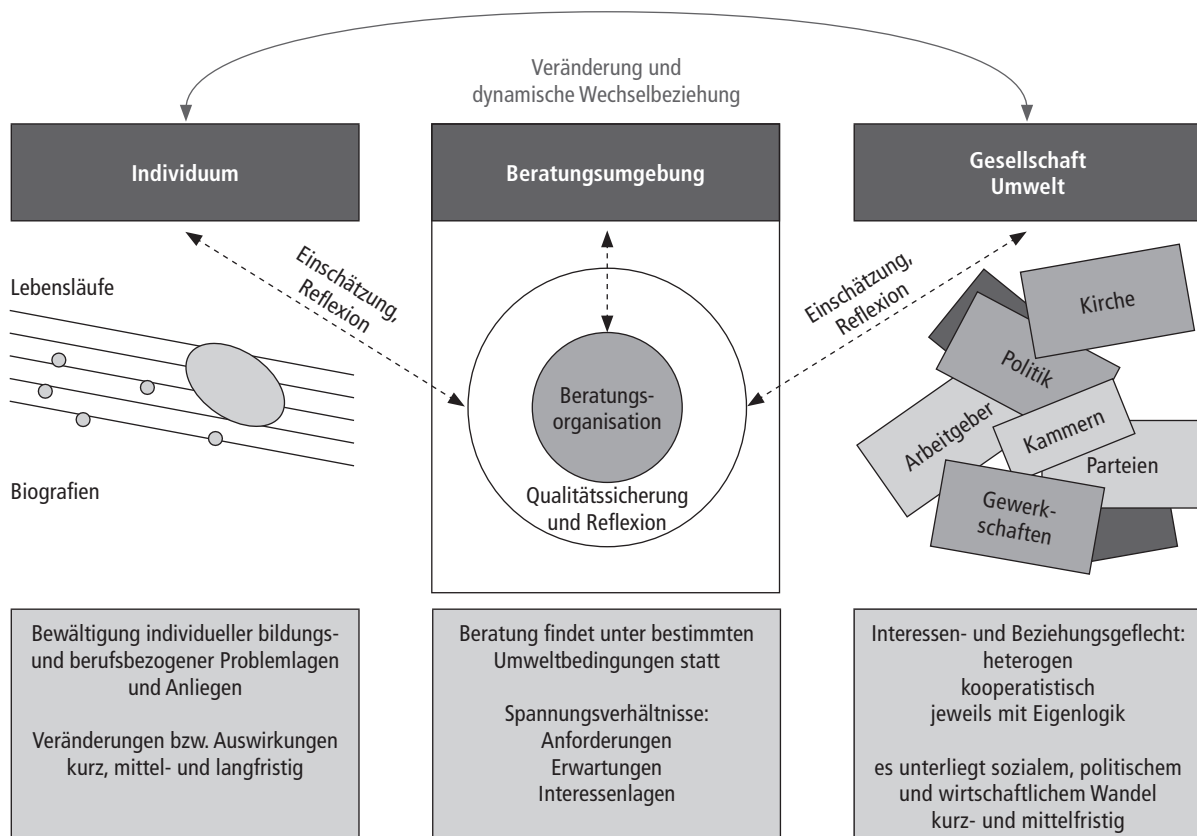 Veränderung und
dynamische Wechselbeziehung
Individuum
Beratungsumgebung
Gesellschaft
Umwelt
Einschätzung,
Reflexion
Einschätzung,
Reflexion
Lebensläufe
Biografien
Beratungs-
organisation
Qualitätssicherung
und Reflexion
Kirche
Politik
Arbeitgeber
Kammern
Parteien
Gewerk-
schaften
Bewältigung individueller bildungs-
und berufsbezogener Problemlagen
und Anliegen
Veränderungen bzw. Auswirkungen
kurz, mittel- und langfristig
Beratung findet unter bestimmten
Umweltbedingungen statt
Spannungsverhältnisse:
Anforderungen
Erwartungen
Interessenlagen
Interessen- und Beziehungsgeflecht:
heterogen
kooperatistisch
jeweils mit Eigenlogik
es unterliegt sozialem, politischem
und wirtschaftlichem Wandel
kurz- und mittelfristig